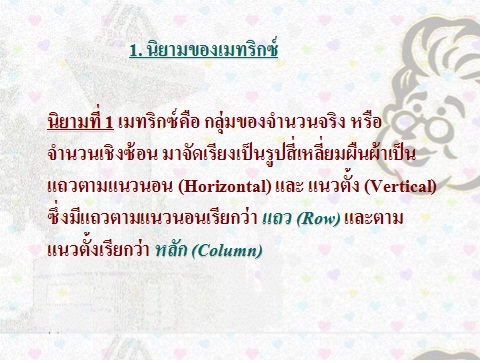 1. นิยามของเมทริกซ์
นิยามที่ 1 เมทริกซ์คือ กลุ่มของจำนวนจริง หรือ
จำนวนเชิงซ้อน มาจัดเรียงเป็นรูปสี่เหลี่ยมผืนผ้าเป็น
แถวตามแนวนอน (Horizontal) และ แนวตั้ง (Vertical)
ซึ่งมีแถวตามแนวนอนเรียกว่า แถว (Row) และตาม
แนวตั้งเรียกว่า หลัก (Column)